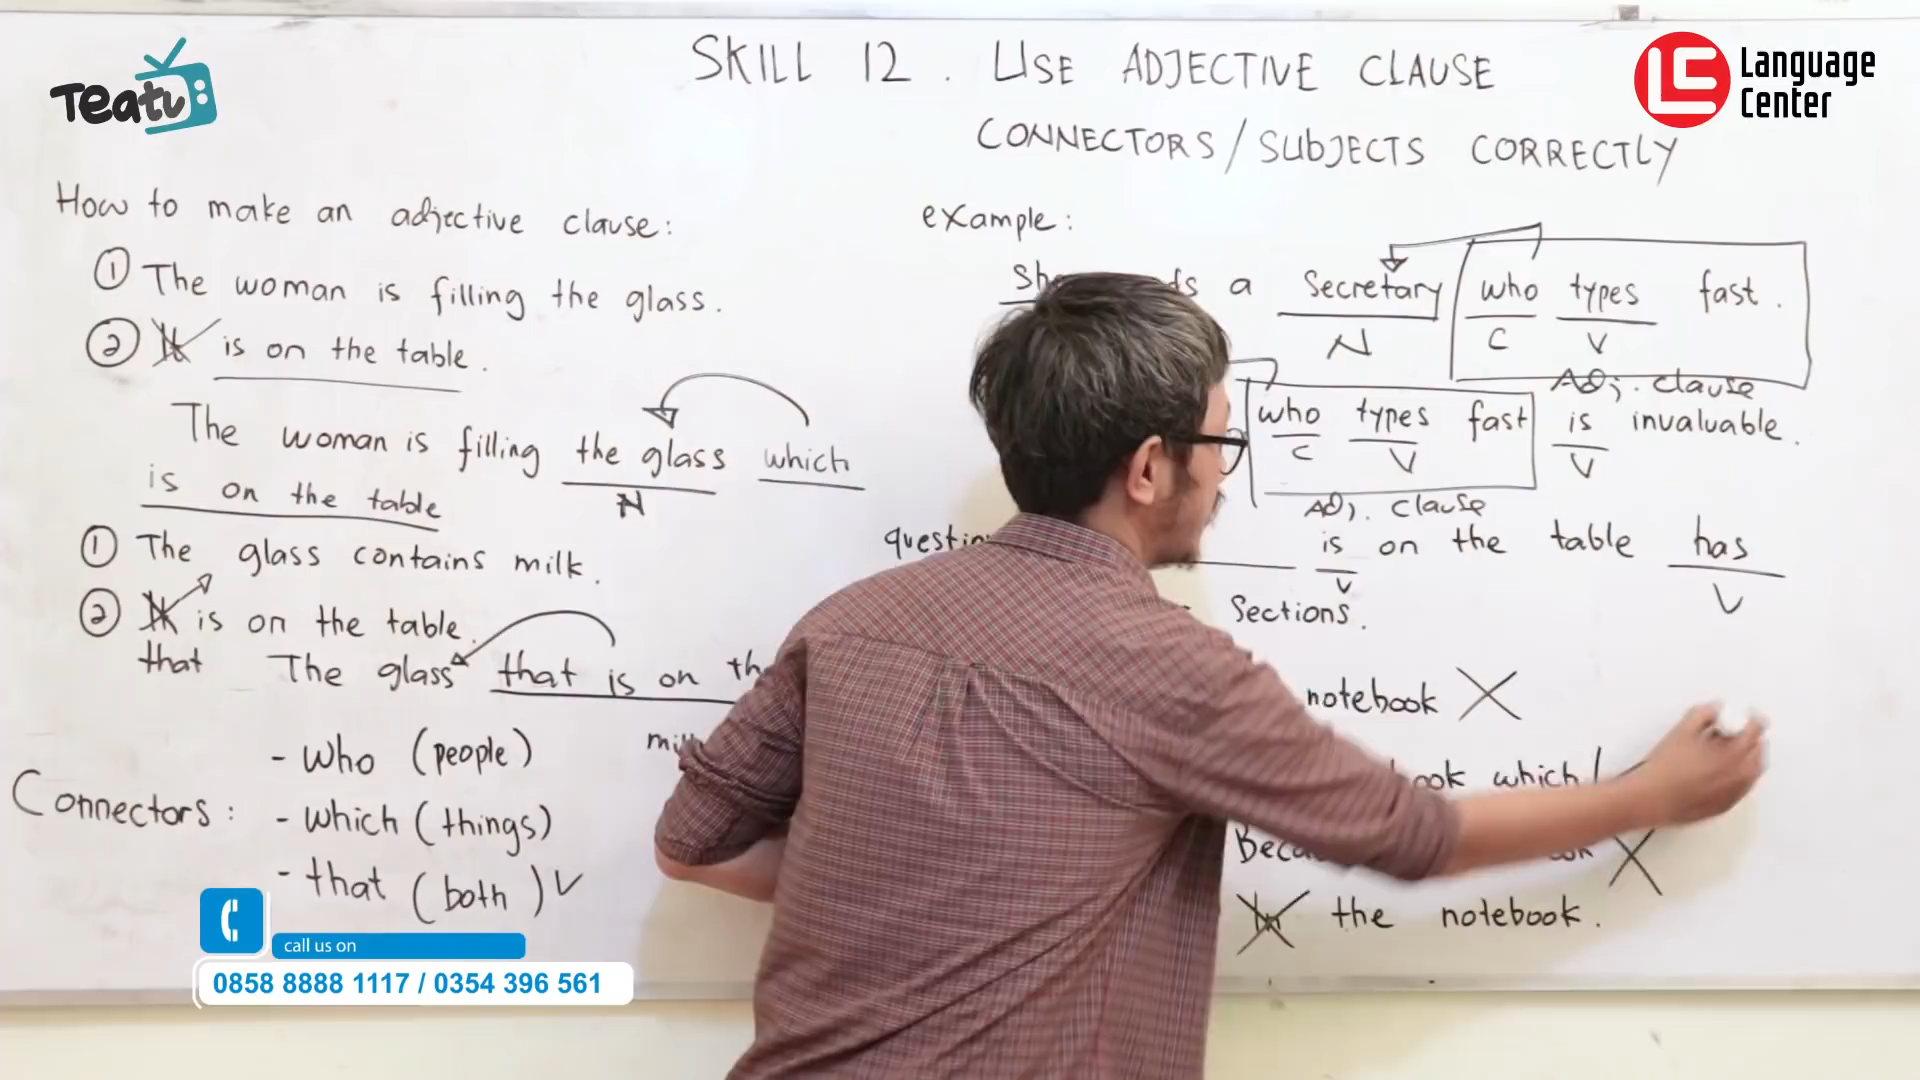 Teatv
SKILL 12. USE ADJECTIVE CLAUSE
CONNECTORS/SUBJECTS CORRECTLY
Language
Center
How to make an adjective clause:
① The woman is filling the glass.
② It is on the table.
The woman is filling the glass which
N
is on the table
① The glass contains milk.
② It is on the table.
that The glass that is on
Connectors:
- who (people)
- which (things)
- that (both) ✓
example:
a Secretary who types fast.
N C V
Adj. clause
who types fast is invaluable.
C V V
Adj. clause
is on the table has
V V
Sections.
notebook X
which
X
In the notebook.
call us on
0858 8888 1117 / 0354 396 561